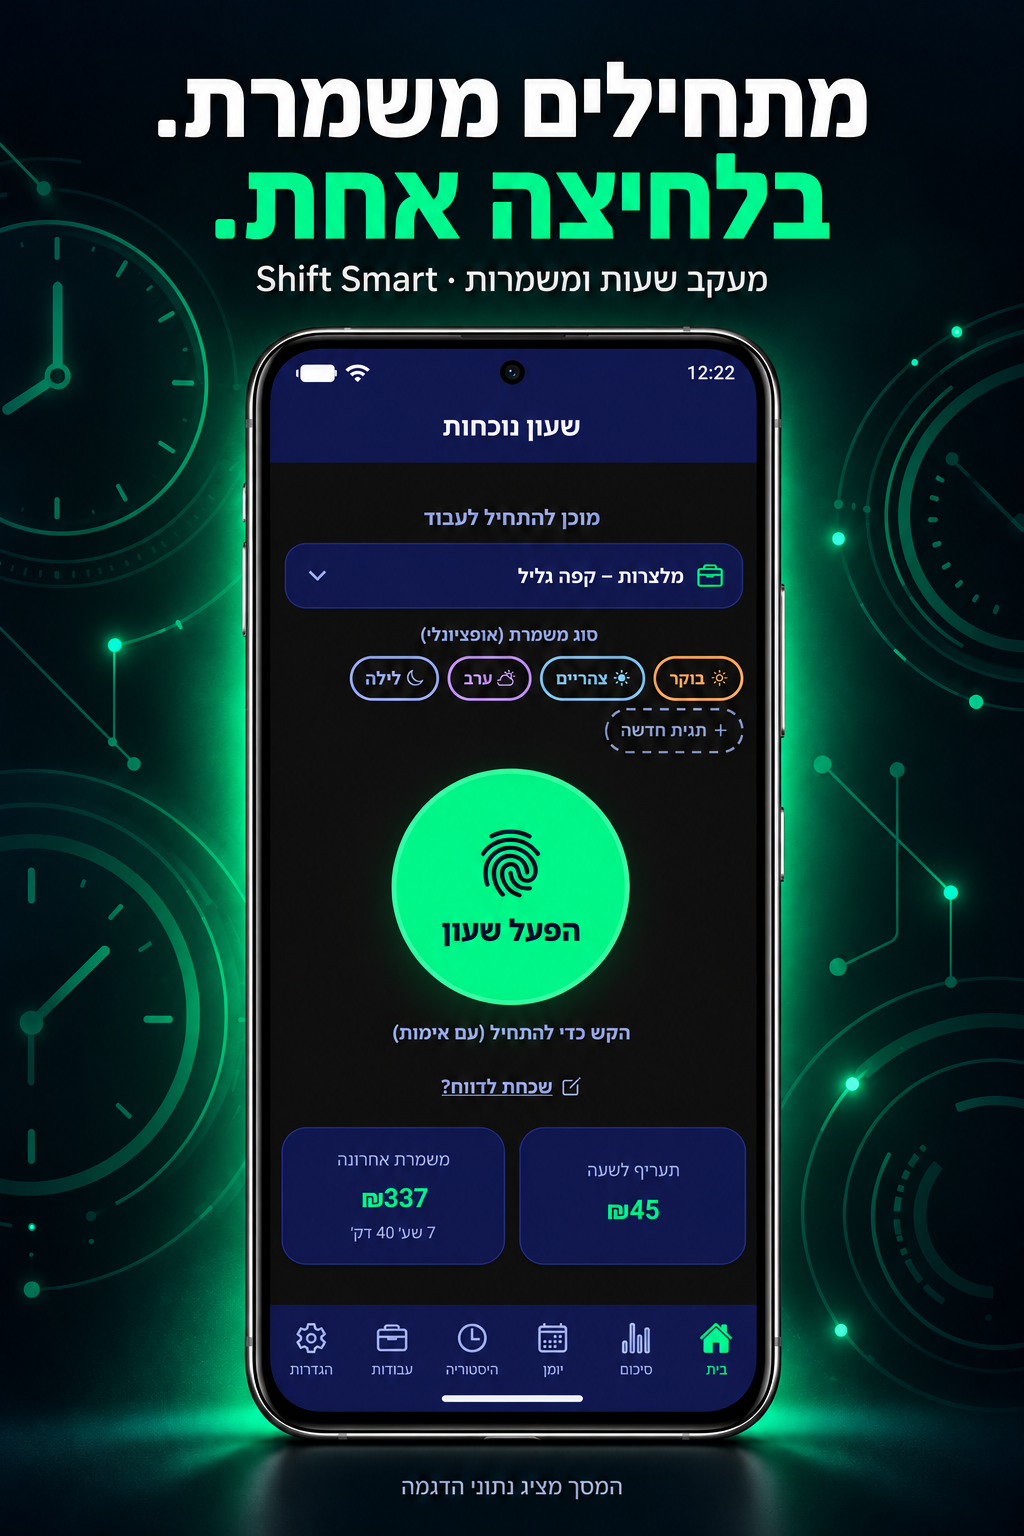 מתחילים משמרת.
בלחיצה אחת.
מעקב שעות ומשמרות · Shift Smart
12:22
שעון נוכחות
מוכן להתחיל לעבוד
מלצרות – קפה גליל
סוג משמרת (אופציונלי)
בוקר צהריים ערב לילה
+ תגית חדשה
הפעל שעון
הקש כדי להתחיל (עם אימות)
שכחת לדווח?
תעריף לשעה
₪45
משמרת אחרונה
₪337
7 שע' 40 דק'
בית סיכום יומן היסטוריה עבודות הגדרות
המסך מציג נתוני הדגמה